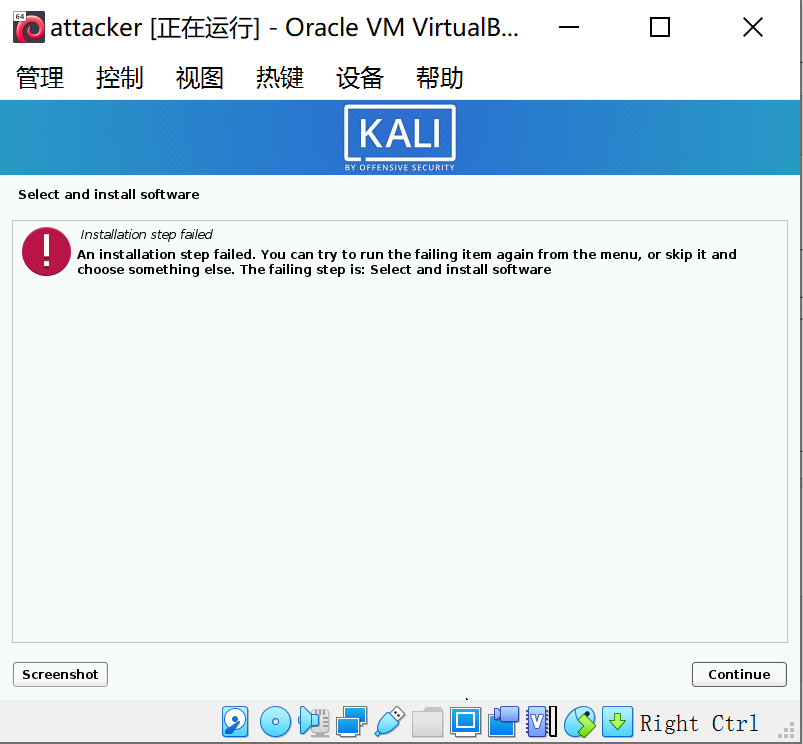 64
attacker [正在运行] - Oracle VM VirtualB...
管理 控制 视图 热键 设备 帮助
KALI
BY OFFENSIVE SECURITY
Select and install software
Installation step failed
An installation step failed. You can try to run the failing item again from the menu, or skip it and
choose something else. The failing step is: Select and install software
Screenshot Continue
V
Right Ctrl